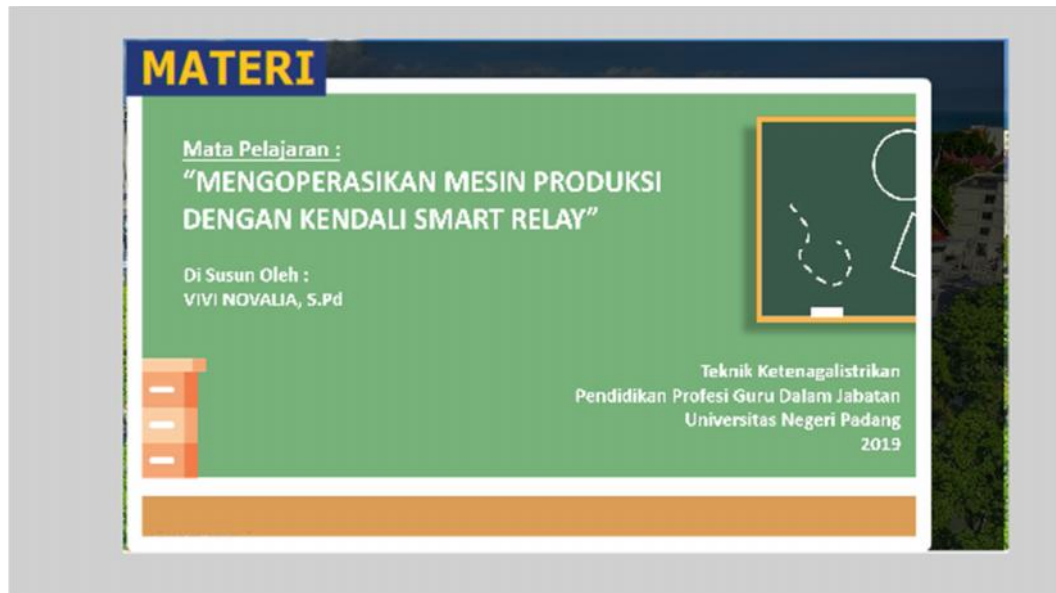 MATERI
Mata Pelajaran :
“MENGOPERASIKAN MESIN PRODUKSI
DENGAN KENDALI SMART RELAY”
Di Susun Oleh :
VIVI NOVALIA, S.Pd
Teknik Ketenagalistrikan
Pendidikan Profesi Guru Dalam Jabatan
Universitas Negeri Padang
2019